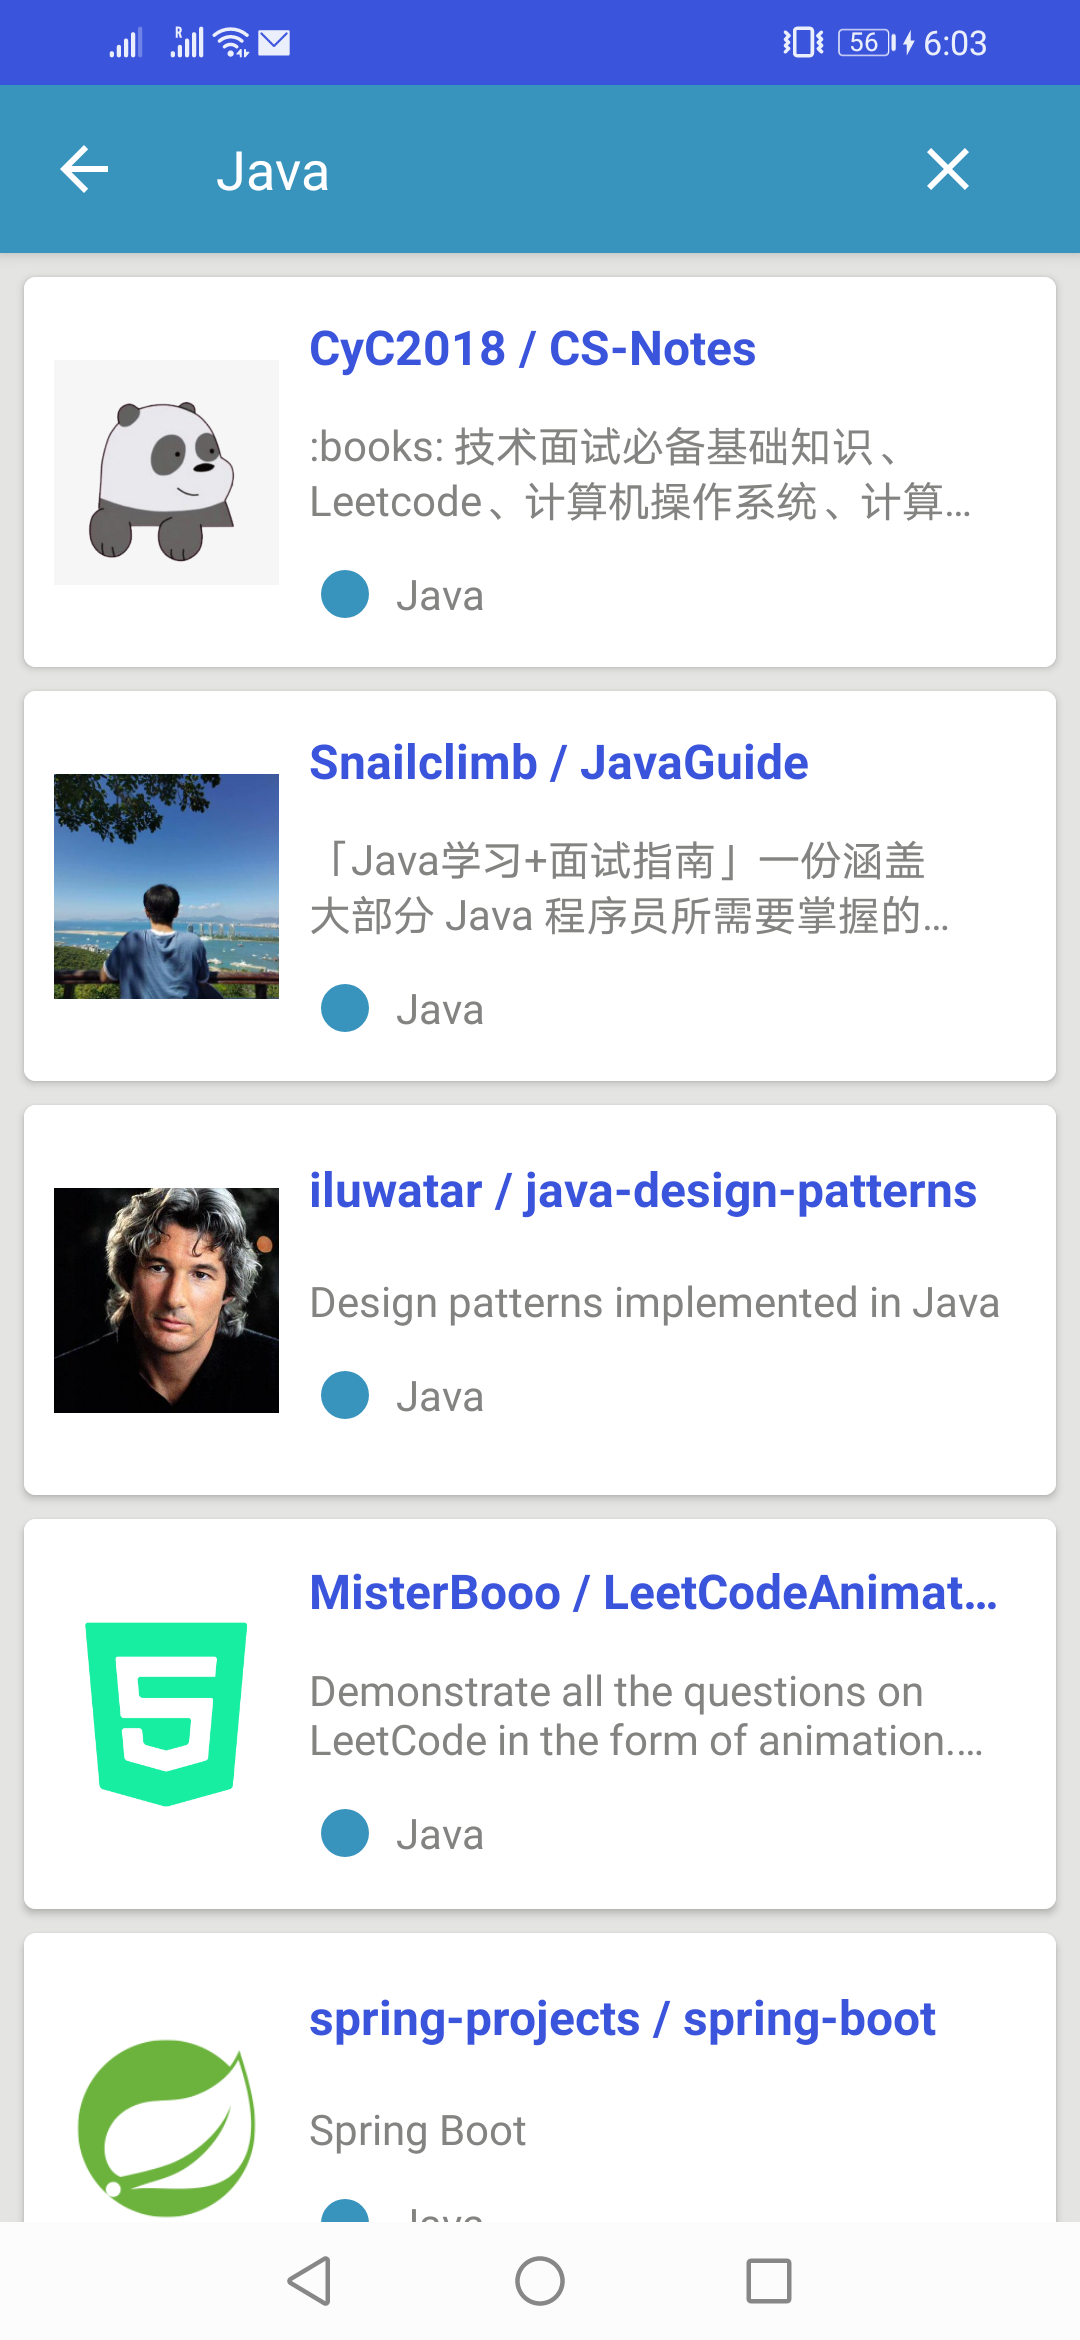 R 56 6:03
Java
CyC2018 / CS-Notes
:books: 技术面试必备基础知识、
Leetcode、计算机操作系统、计算...
Java
Snailclimb / JavaGuide
「Java学习+面试指南」一份涵盖
大部分 Java 程序员所需要掌握的...
Java
iluwatar / java-design-patterns
Design patterns implemented in Java
Java
MisterBooo / LeetCodeAnimat...
Demonstrate all the questions on
LeetCode in the form of animation....
Java
spring-projects / spring-boot
Spring Boot
Java